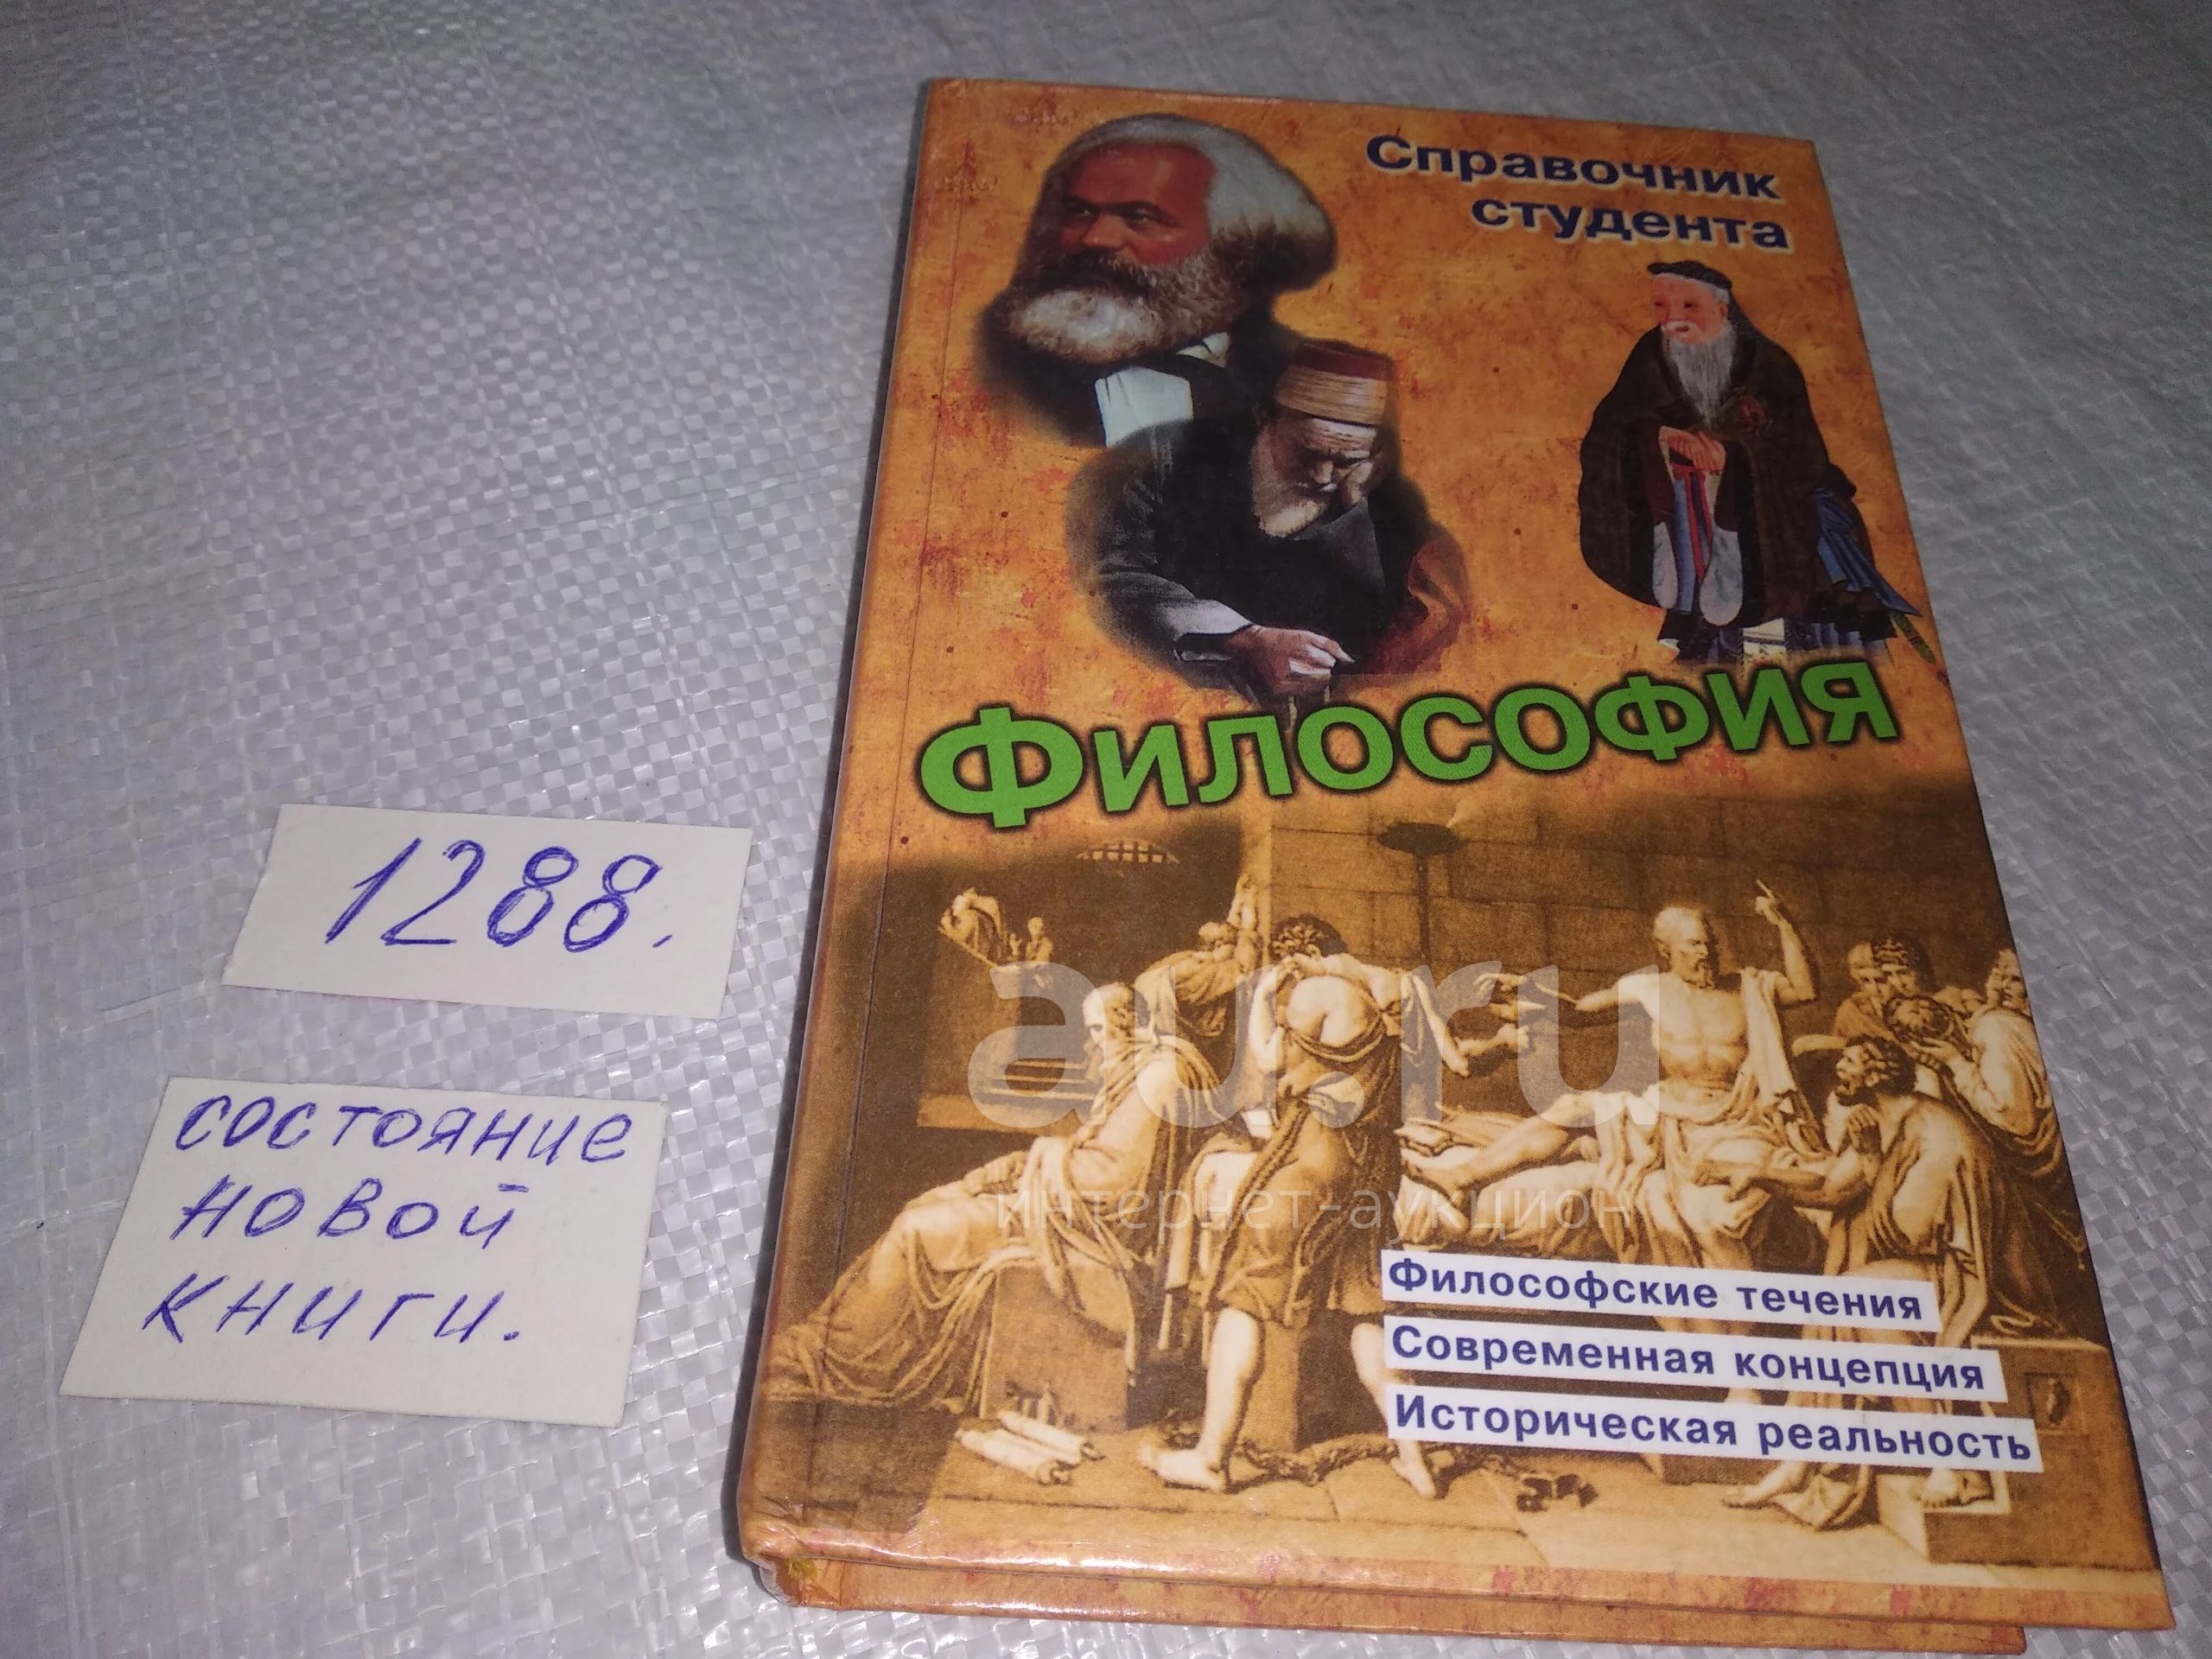 Справочник
студента
Философия
1288.
состояние
новой
книги.
au.ru
интернет-аукцион
Философские течения
Современная концепция
Историческая реальность